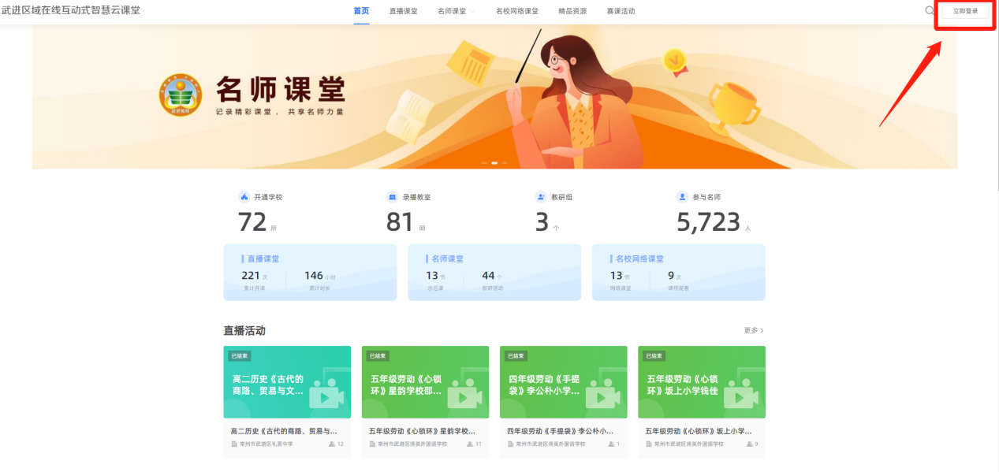 武进区域在线互动式智慧云课堂
首页 直播课堂 名师课堂 名校网络课堂 精品资源 赛课活动
立即登录
名师课堂
记录精彩课堂，共享名师力量
开通学校 录播教室 教研组 参与名师
72 所 81 间 3 个 5,723 人
直播课堂 名师课堂 名校网络课堂
221 次 146 小时 13 节 44 个 13 节 9 次
累计开课 累计时长 示范课 教研活动 网络课堂 课程观看
直播活动
更多 >
已结束 已结束 已结束 已结束
高二历史《古代的
商路、贸易与文...
五年级劳动《心锁
环》星韵学校邵...
四年级劳动《手提
袋》李公朴小学...
五年级劳动《心锁
环》坂上小学钱佳
高二历史《古代的商路、贸易与...
常州市武进区礼嘉中学 12
五年级劳动《心锁环》星韵学校...
常州市武进区清英外国语学校 11
四年级劳动《手提袋》李公朴小...
常州市武进区清英外国语学校 1
五年级劳动《心锁环》坂上小学...
常州市武进区清英外国语学校 9